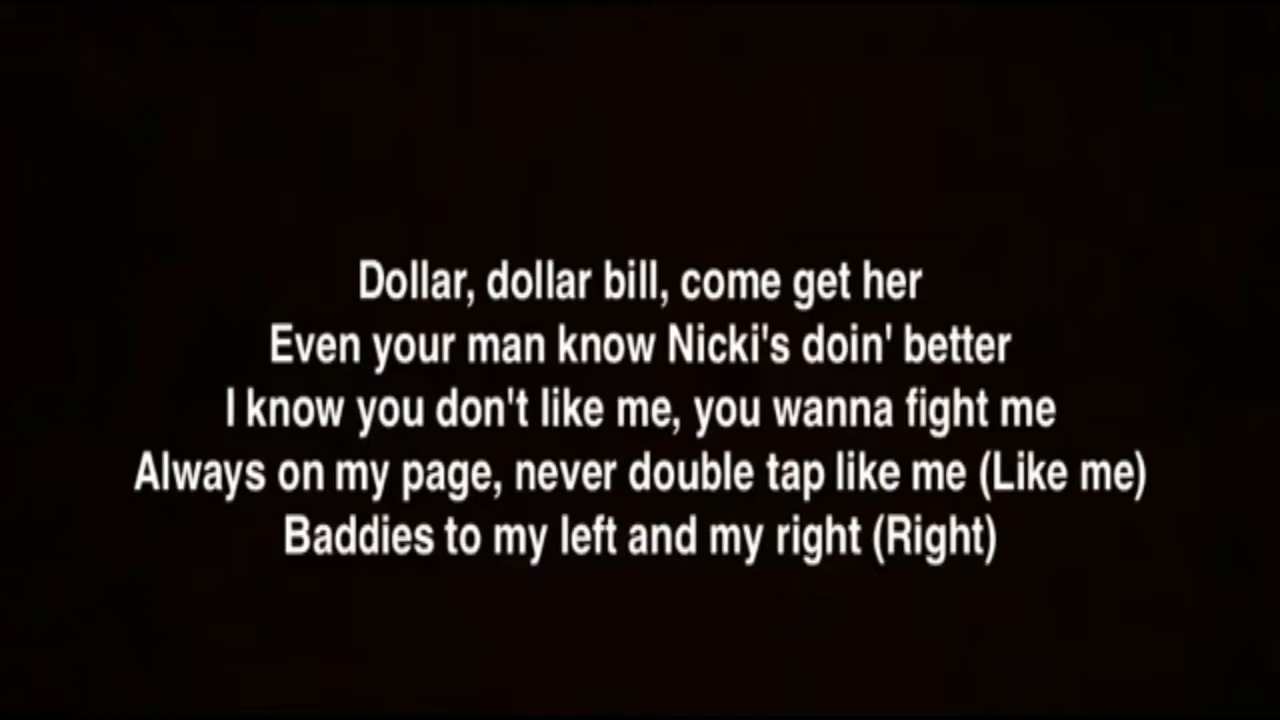 Dollar, dollar bill, come get her
Even your man know Nicki's doin' better
I know you don't like me, you wanna fight me
Always on my page, never double tap like me (Like me)
Baddies to my left and my right (Right)